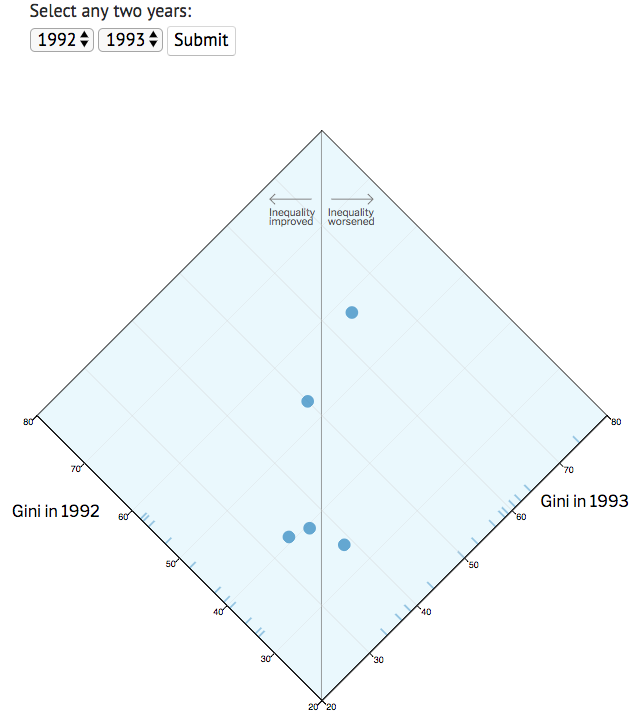 Select any two years:
1992 1993 Submit
Inequality improved
Inequality worsened
80 80
70 70
Gini in 1992
Gini in 1993
60 60
50 50
40 40
30 30
20 20